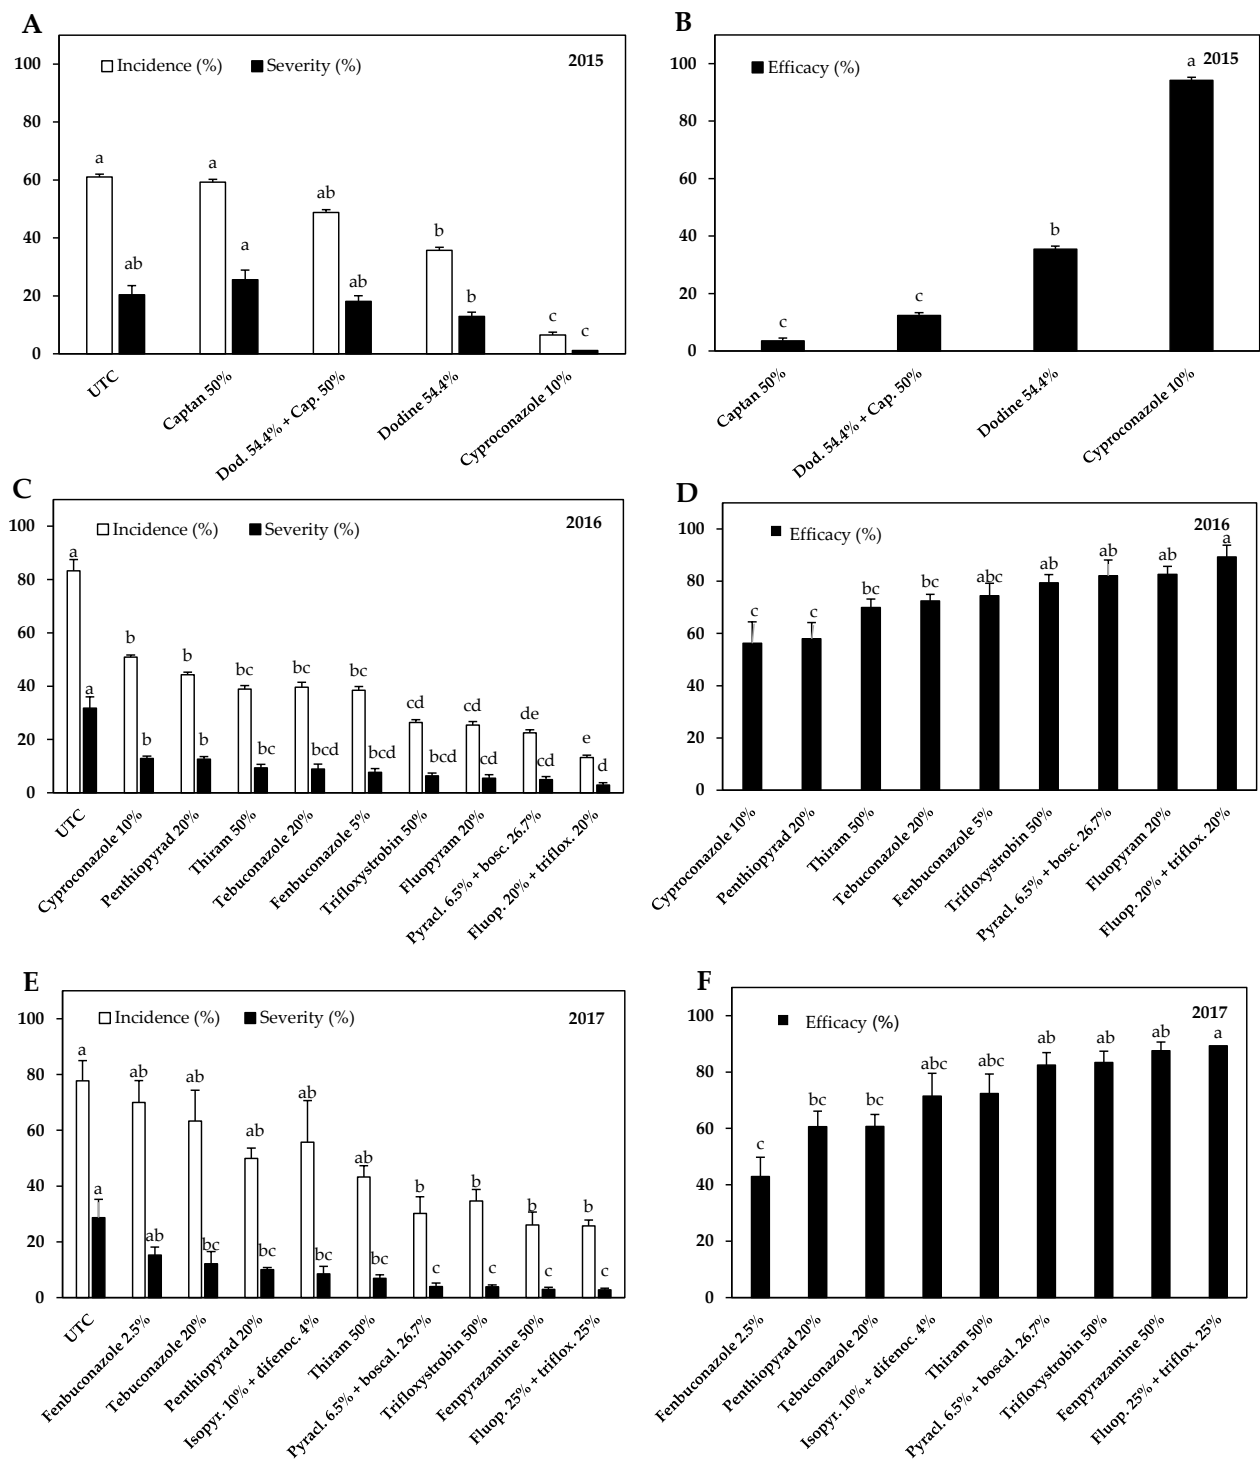 A
Incidence (%) Severity (%) 2015
100
80
60
40
20
0
a a ab b c
ab a ab b c
UTC
Captan 50%
Dod. 54.4% + Cap. 50%
Dodine 54.4%
Cyproconazole 10%
B
Efficacy (%) 2015
100
80
60
40
20
0
c c b a
Captan 50%
Dod. 54.4% + Cap. 50%
Dodine 54.4%
Cyproconazole 10%
C
Incidence (%) Severity (%) 2016
100
80
60
40
20
0
a b b bc bc bc cd cd de e
a b b bc bcd bcd bcd cd cd d
UTC
Cyproconazole 10%
Penthiopyrad 20%
Thiram 50%
Tebuconazole 20%
Fenbuconazole 5%
Trifloxystrobin 50%
Fluopyram 20%
Pyracl. 6.5% + bosc. 26.7%
Fluop. 20% + triflox. 20%
D
Efficacy (%) 2016
100
80
60
40
20
0
c c bc bc abc ab ab ab a
Cyproconazole 10%
Penthiopyrad 20%
Thiram 50%
Tebuconazole 20%
Fenbuconazole 5%
Trifloxystrobin 50%
Pyracl. 6.5% + bosc. 26.7%
Fluopyram 20%
Fluop. 20% + triflox. 20%
E
Incidence (%) Severity (%) 2017
100
80
60
40
20
0
a ab ab ab ab ab b b b b
a ab bc bc bc bc c c c c
UTC
Fenbuconazole 2.5%
Tebuconazole 20%
Penthiopyrad 20%
Isopyr. 10% + difenoc. 4%
Thiram 50%
Pyracl. 6.5% + boscal. 26.7%
Trifloxystrobin 50%
Fenpyrazamine 50%
Fluop. 25% + triflox. 25%
F
Efficacy (%) 2017
100
80
60
40
20
0
c bc bc abc abc ab ab ab a
Fenbuconazole 2.5%
Penthiopyrad 20%
Tebuconazole 20%
Isopyr. 10% + difenoc. 4%
Thiram 50%
Pyracl. 6.5% + boscal. 26.7%
Trifloxystrobin 50%
Fenpyrazamine 50%
Fluop. 25% + triflox. 25%